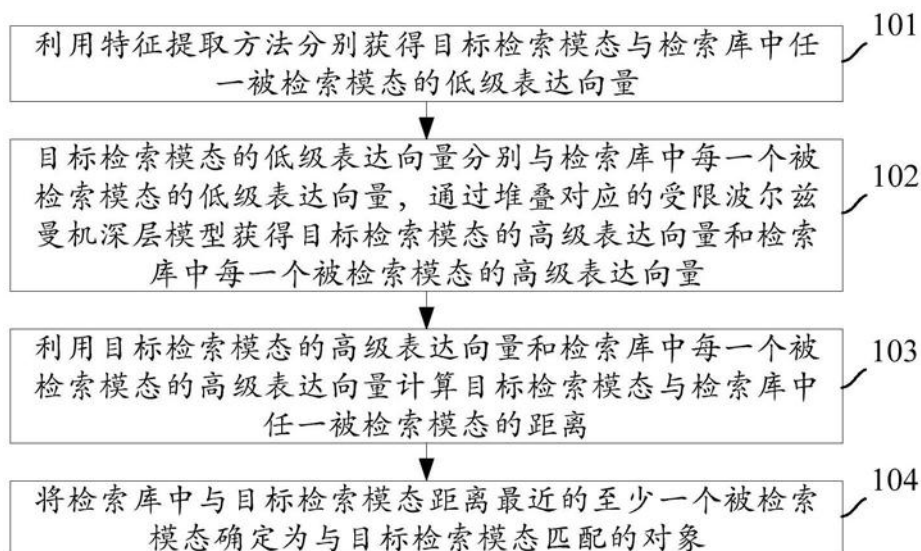 利用特征提取方法分别获得目标检索模态与检索库中任
一被检索模态的低级表达向量
101
目标检索模态的低级表达向量分别与检索库中每一个被
检索模态的低级表达向量，通过堆叠对应的受限波尔兹
曼机深层模型获得目标检索模态的高级表达向量和检索
库中每一个被检索模态的高级表达向量
102
利用目标检索模态的高级表达向量和检索库中每一个被
检索模态的高级表达向量计算目标检索模态与检索库中
任一被检索模态的距离
103
将检索库中与目标检索模态距离最近的至少一个被检索
模态确定为与目标检索模态匹配的对象
104